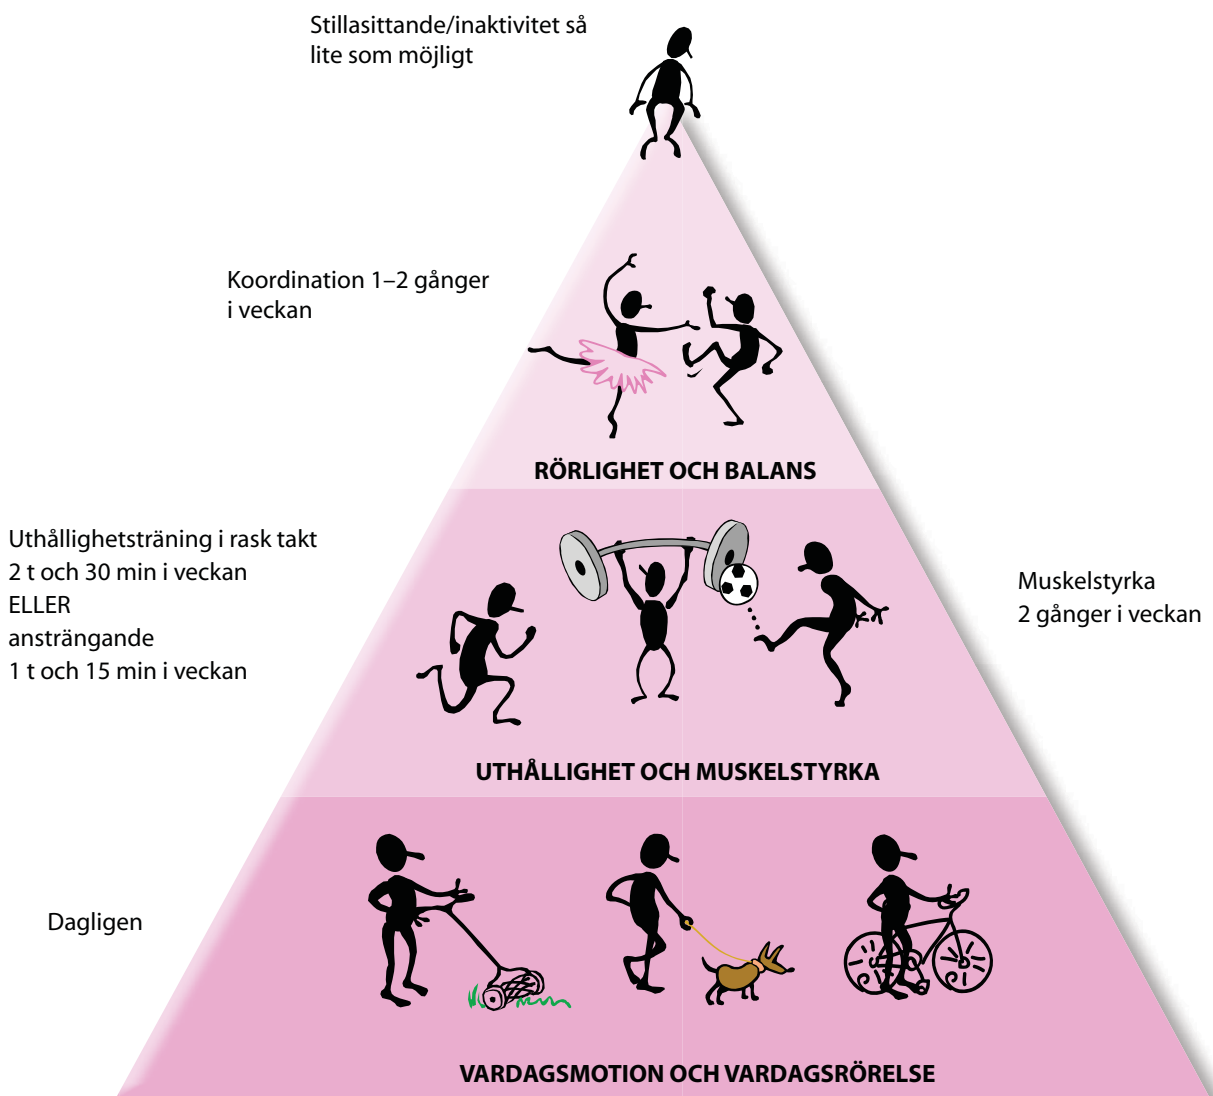 Stillasittande/inaktivitet så
lite som möjligt
Koordination 1–2 gånger
i veckan
RÖRLIGHET OCH BALANS
Uthållighetsträning i rask takt
2 t och 30 min i veckan
ELLER
ansträngande
1 t och 15 min i veckan
Muskelstyrka
2 gånger i veckan
UTHÅLLIGHET OCH MUSKELSTYRKA
Dagligen
VARDAGSMOTION OCH VARDAGSRÖRELSE